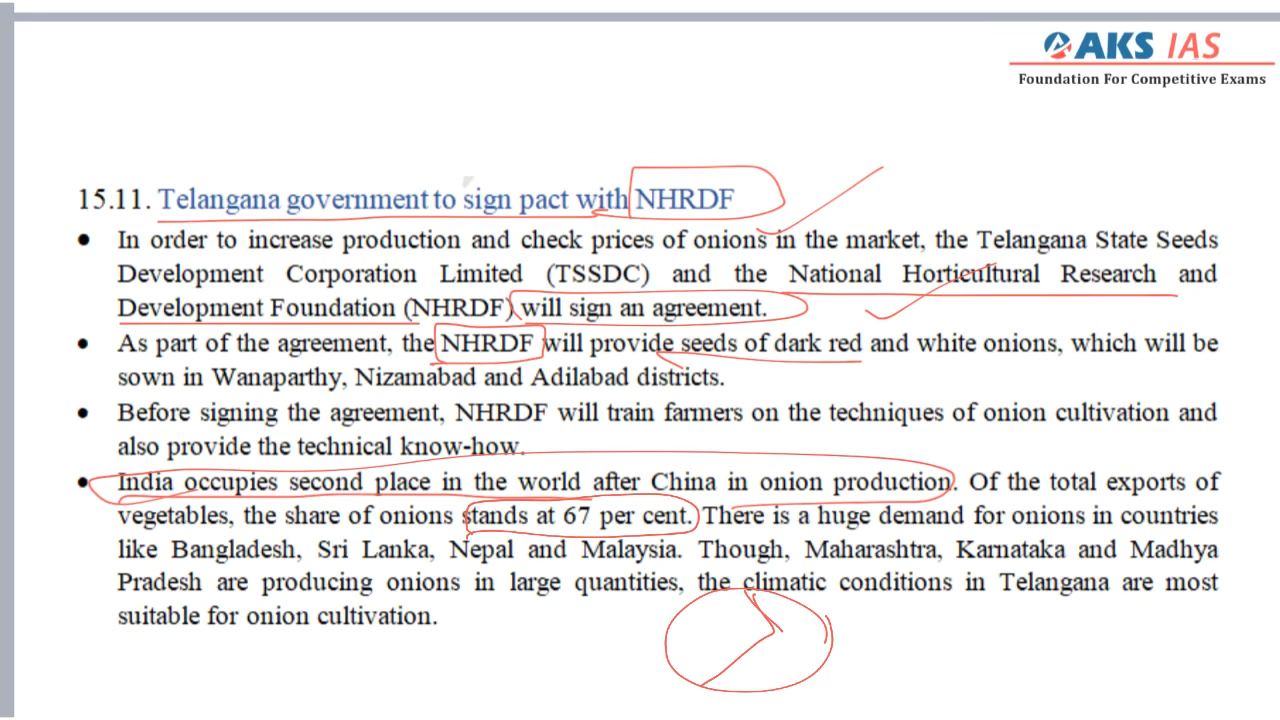 AKS IAS
Foundation For Competitive Exams
15.11. Telangana government to sign pact with NHRDF
● In order to increase production and check prices of onions in the market, the Telangana State Seeds
Development Corporation Limited (TSSDC) and the National Horticultural Research and
Development Foundation (NHRDF) will sign an agreement.
● As part of the agreement, the NHRDF will provide seeds of dark red and white onions, which will be
sown in Wanaparthy, Nizamabad and Adilabad districts.
● Before signing the agreement, NHRDF will train farmers on the techniques of onion cultivation and
also provide the technical know-how.
● India occupies second place in the world after China in onion production. Of the total exports of
vegetables, the share of onions stands at 67 per cent. There is a huge demand for onions in countries
like Bangladesh, Sri Lanka, Nepal and Malaysia. Though, Maharashtra, Karnataka and Madhya
Pradesh are producing onions in large quantities, the climatic conditions in Telangana are most
suitable for onion cultivation.